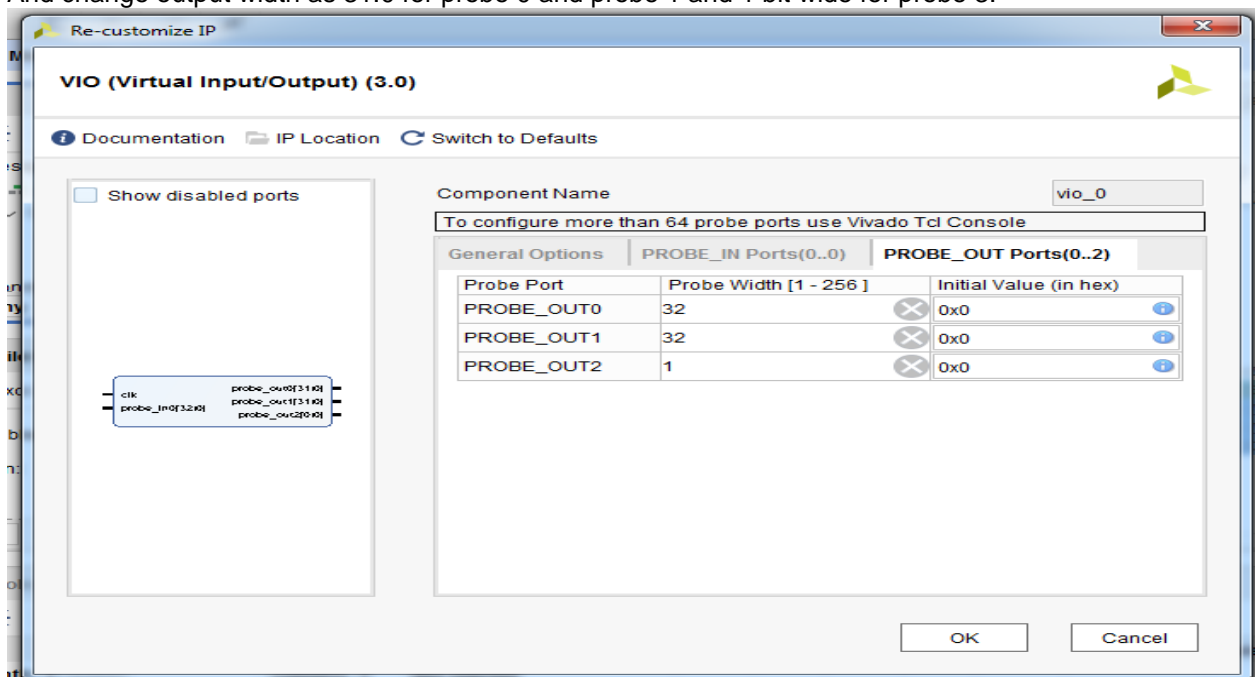 And change output width as 31:0 for probe 0 and probe 1 and 1 bit wide for probe 3.
Re-customize IP
VIO (Virtual Input/Output) (3.0)
Documentation IP Location Switch to Defaults
Show disabled ports
Component Name vio_0
To configure more than 64 probe ports use Vivado Tcl Console
General Options PROBE_IN Ports(0..0) PROBE_OUT Ports(0..2)
Probe Port Probe Width [1 - 256 ] Initial Value (in hex)
PROBE_OUT0 32 0x0
PROBE_OUT1 32 0x0
PROBE_OUT2 1 0x0
clk
probe_in0[32:0]
probe_out0[31:0]
probe_out1[31:0]
probe_out2[0:0]
OK Cancel